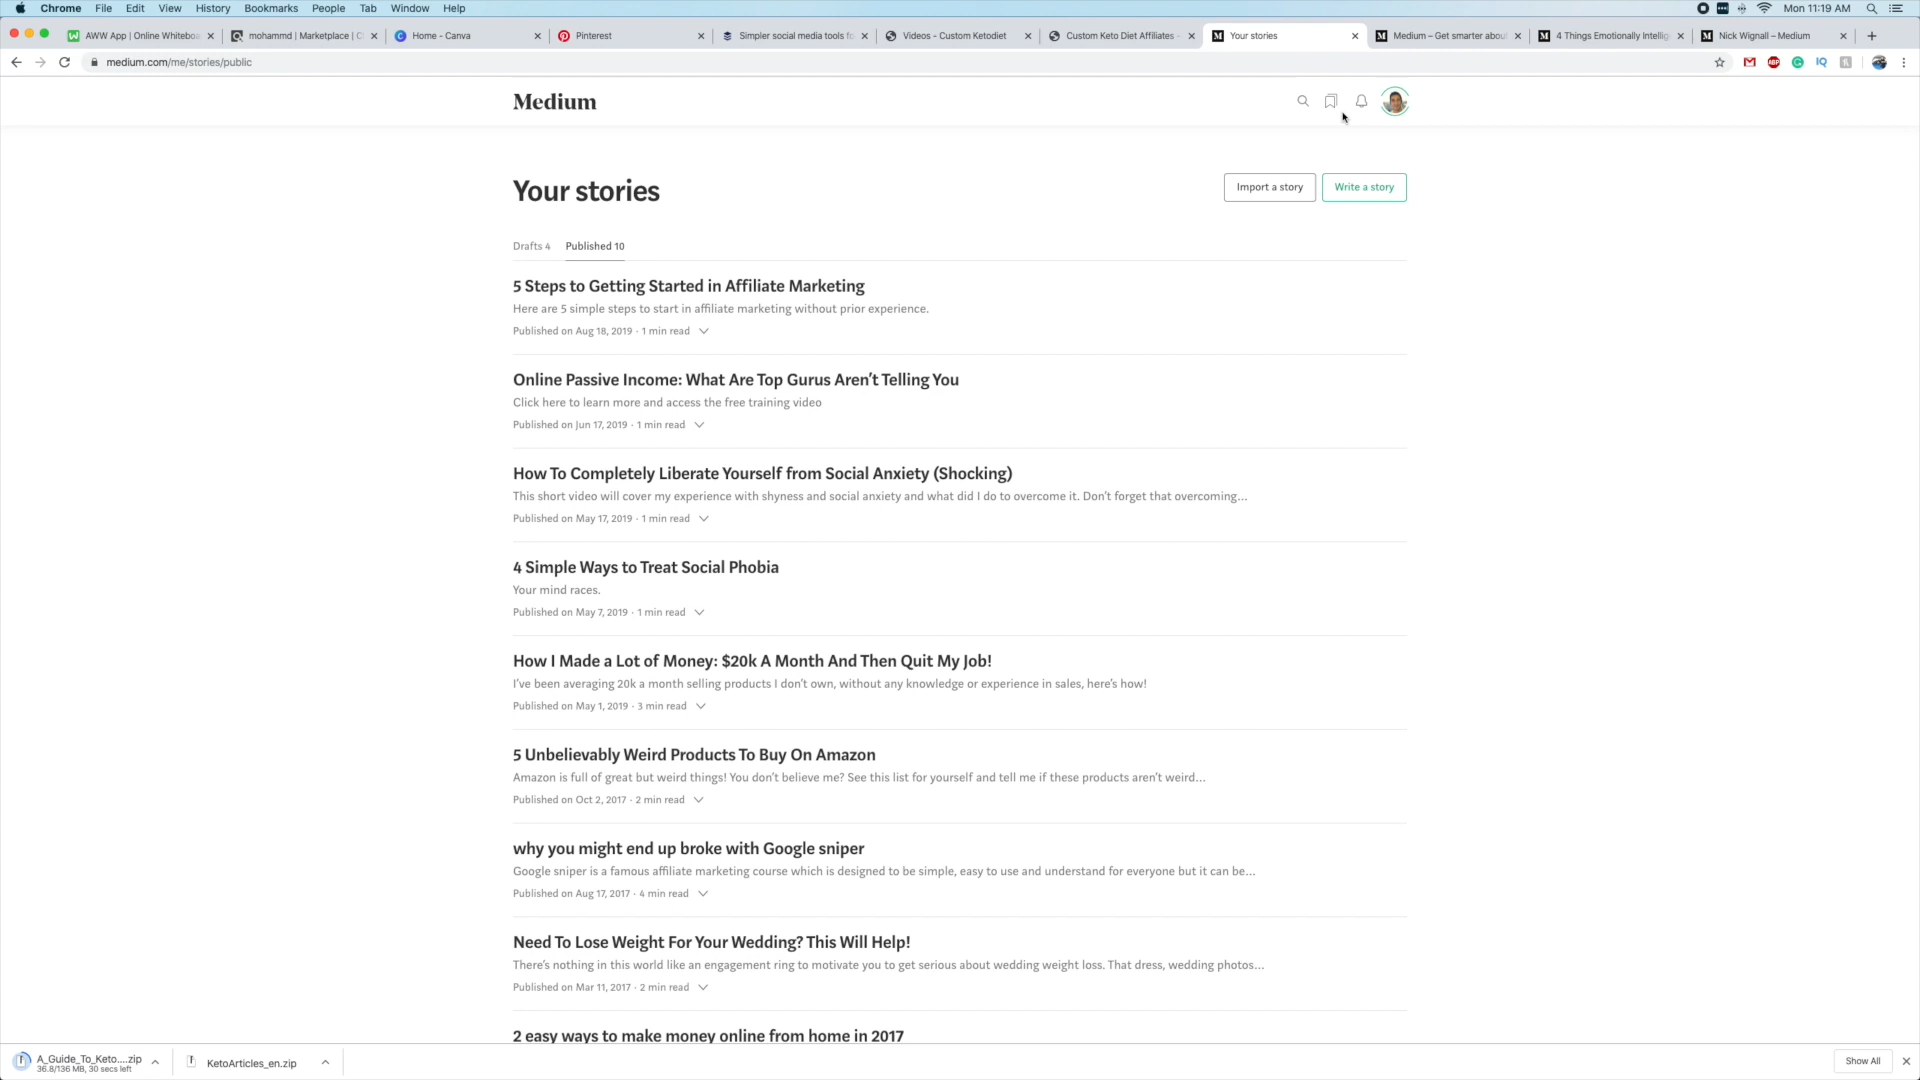 Chrome File Edit View History Bookmarks People Tab Window Help Mon 11:19 AM
AWW App | Online Whiteboa mohammd | Marketplace | C Home - Canva Pinterest Simpler social media tools fo Videos - Custom Ketodiet Custom Keto Diet Affiliates - Your stories Medium – Get smarter abou 4 Things Emotionally Intellig Nick Wignall – Medium
medium.com/me/stories/public
Medium
Your stories
Import a story Write a story
Drafts 4 Published 10
5 Steps to Getting Started in Affiliate Marketing
Here are 5 simple steps to start in affiliate marketing without prior experience.
Published on Aug 18, 2019 · 1 min read
Online Passive Income: What Are Top Gurus Aren't Telling You
Click here to learn more and access the free training video
Published on Jun 17, 2019 · 1 min read
How To Completely Liberate Yourself from Social Anxiety (Shocking)
This short video will cover my experience with shyness and social anxiety and what did I do to overcome it. Don't forget that overcoming...
Published on May 17, 2019 · 1 min read
4 Simple Ways to Treat Social Phobia
Your mind races.
Published on May 7, 2019 · 1 min read
How I Made a Lot of Money: $20k A Month And Then Quit My Job!
I've been averaging 20k a month selling products I don't own, without any knowledge or experience in sales, here's how!
Published on May 1, 2019 · 3 min read
5 Unbelievably Weird Products To Buy On Amazon
Amazon is full of great but weird things! You don't believe me? See this list for yourself and tell me if these products aren't weird...
Published on Oct 2, 2017 · 2 min read
why you might end up broke with Google sniper
Google sniper is a famous affiliate marketing course which is designed to be simple, easy to use and understand for everyone but it can be...
Published on Aug 17, 2017 · 4 min read
Need To Lose Weight For Your Wedding? This Will Help!
There's nothing in this world like an engagement ring to motivate you to get serious about wedding weight loss. That dress, wedding photos...
Published on Mar 11, 2017 · 2 min read
2 easy ways to make money online from home in 2017
A_Guide_To_Keto....zip
36.8/136 MB, 30 secs left
KetoArticles_en.zip
Show All